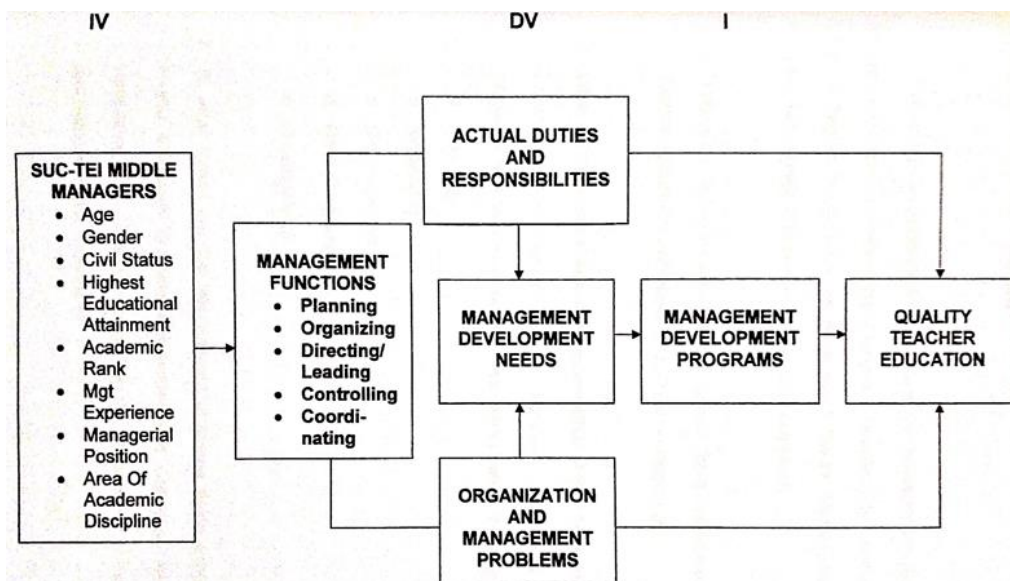 IV
DV
I
SUC-TEI MIDDLE
MANAGERS
• Age
• Gender
• Civil Status
• Highest
Educational
Attainment
• Academic
Rank
• Mgt
Experience
• Managerial
Position
• Area Of
Academic
Discipline
MANAGEMENT
FUNCTIONS
• Planning
• Organizing
• Directing/
Leading
• Controlling
• Coordi-
nating
ACTUAL DUTIES
AND
RESPONSIBILITIES
MANAGEMENT
DEVELOPMENT
NEEDS
ORGANIZATION
AND
MANAGEMENT
PROBLEMS
MANAGEMENT
DEVELOPMENT
PROGRAMS
QUALITY
TEACHER
EDUCATION